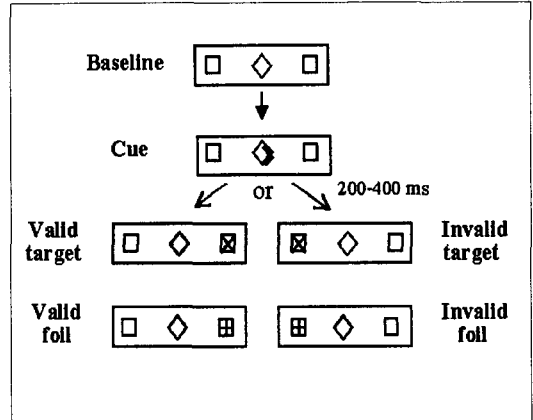 Baseline
Cue
or
200-400 ms
Valid
target
Invalid
target
Valid
foil
Invalid
foil